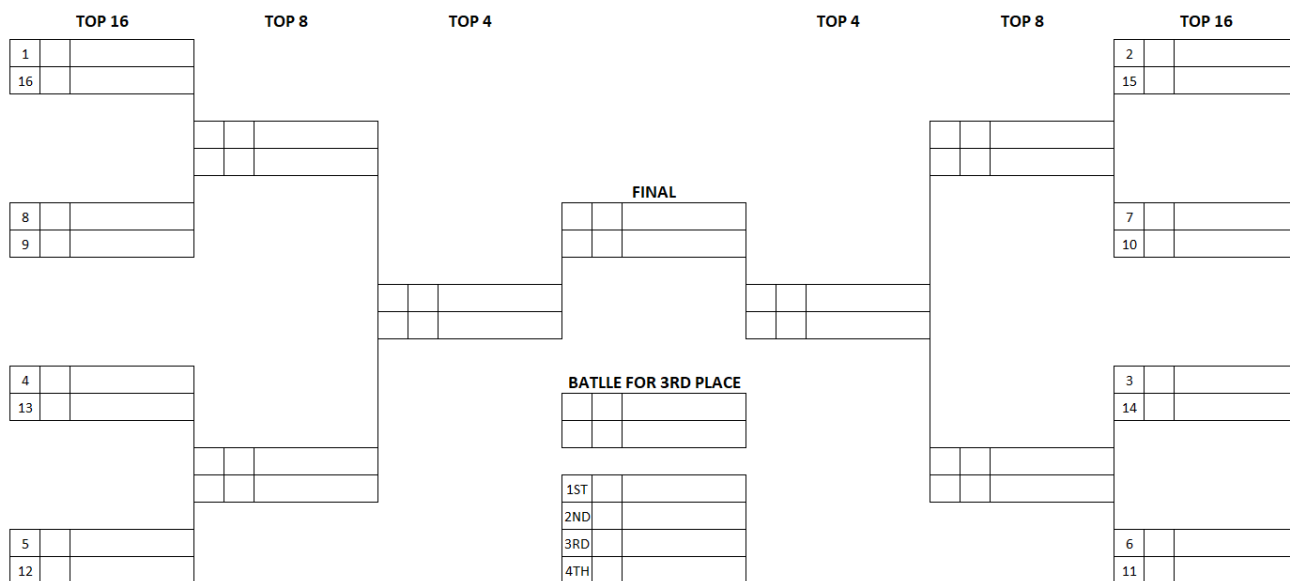 TOP 16 TOP 8 TOP 4 TOP 4 TOP 8 TOP 16
1 2
16 15
FINAL
8 7
9 10
4 BATLLE FOR 3RD PLACE 3
13 14
1ST
2ND
5 3RD 6
12 4TH 11